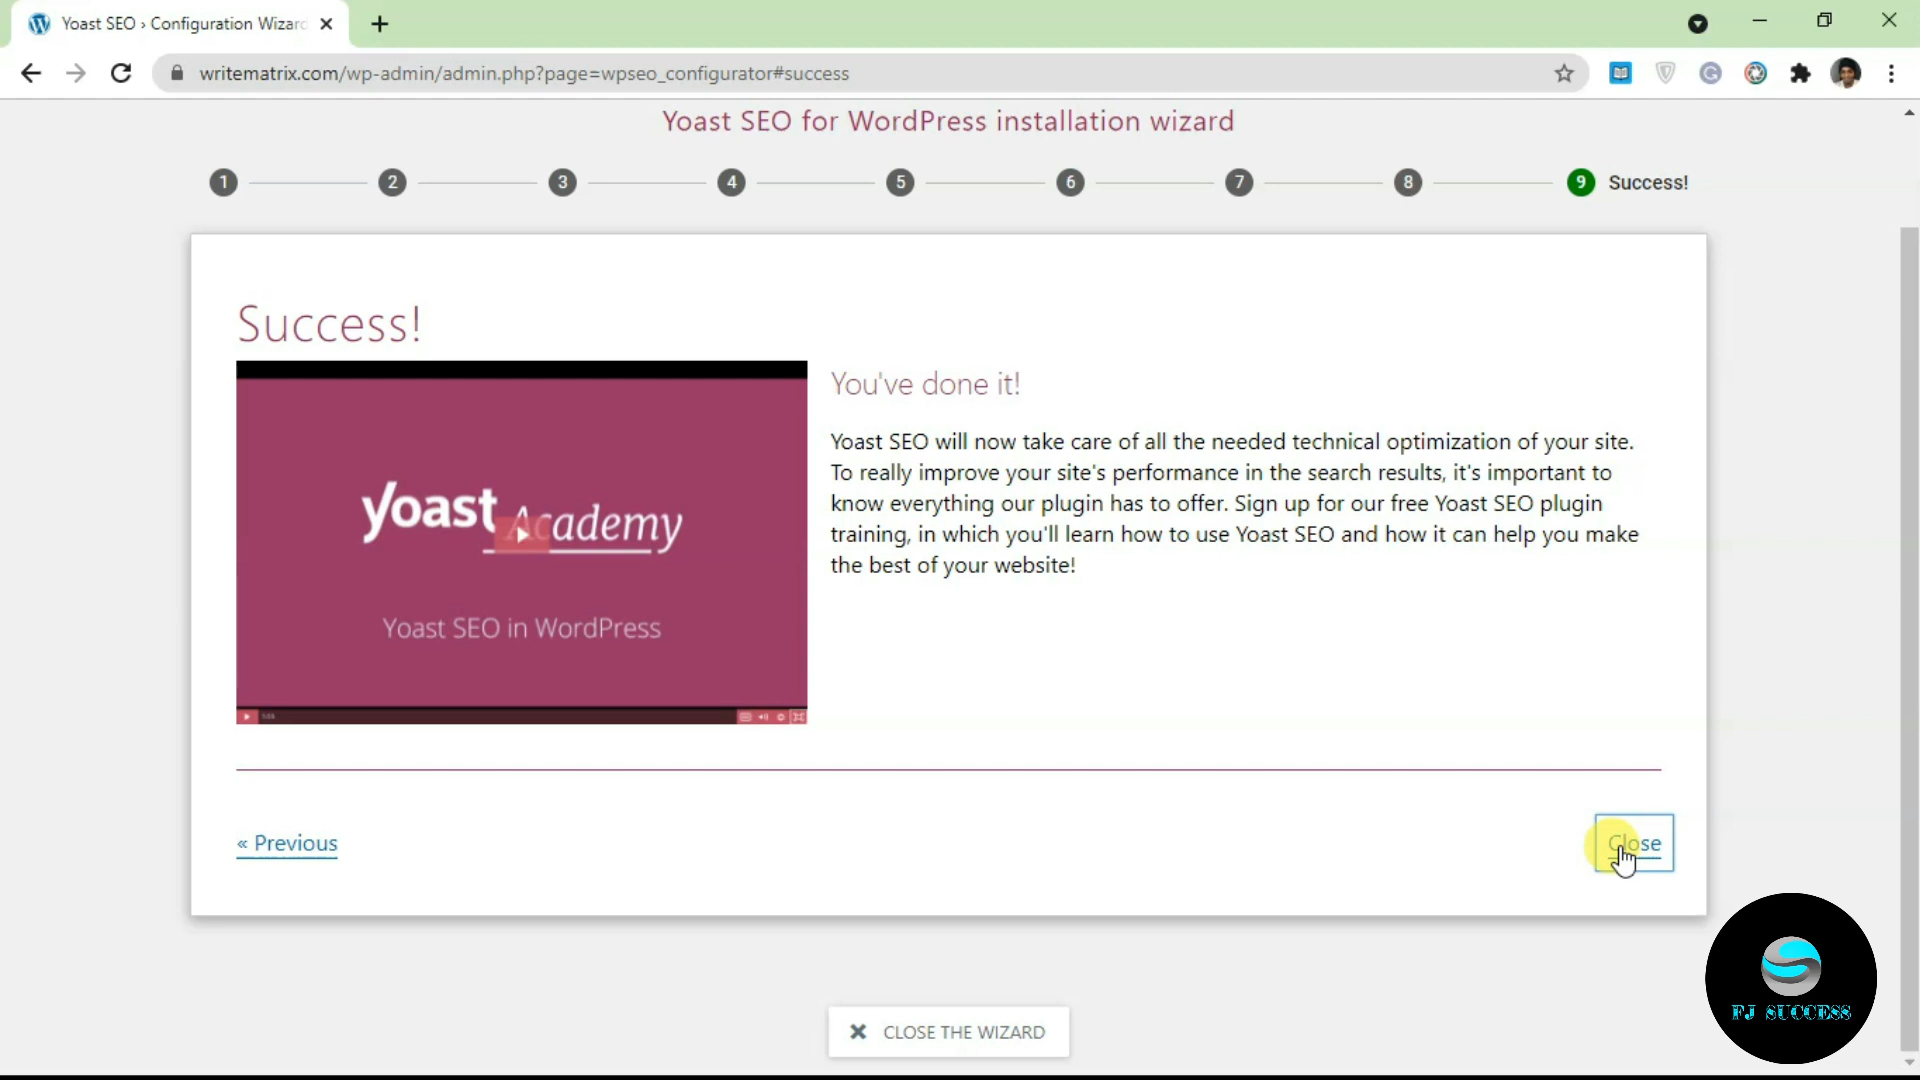 Yoast SEO › Configuration Wizard
writematrix.com/wp-admin/admin.php?page=wpseo_configurator#success
Yoast SEO for WordPress installation wizard
1 2 3 4 5 6 7 8 9 Success!
Success!
yoast Academy
Yoast SEO in WordPress
You've done it!
Yoast SEO will now take care of all the needed technical optimization of your site.
To really improve your site's performance in the search results, it's important to
know everything our plugin has to offer. Sign up for our free Yoast SEO plugin
training, in which you'll learn how to use Yoast SEO and how it can help you make
the best of your website!
« Previous
Close
CLOSE THE WIZARD
FJ SUCCESS